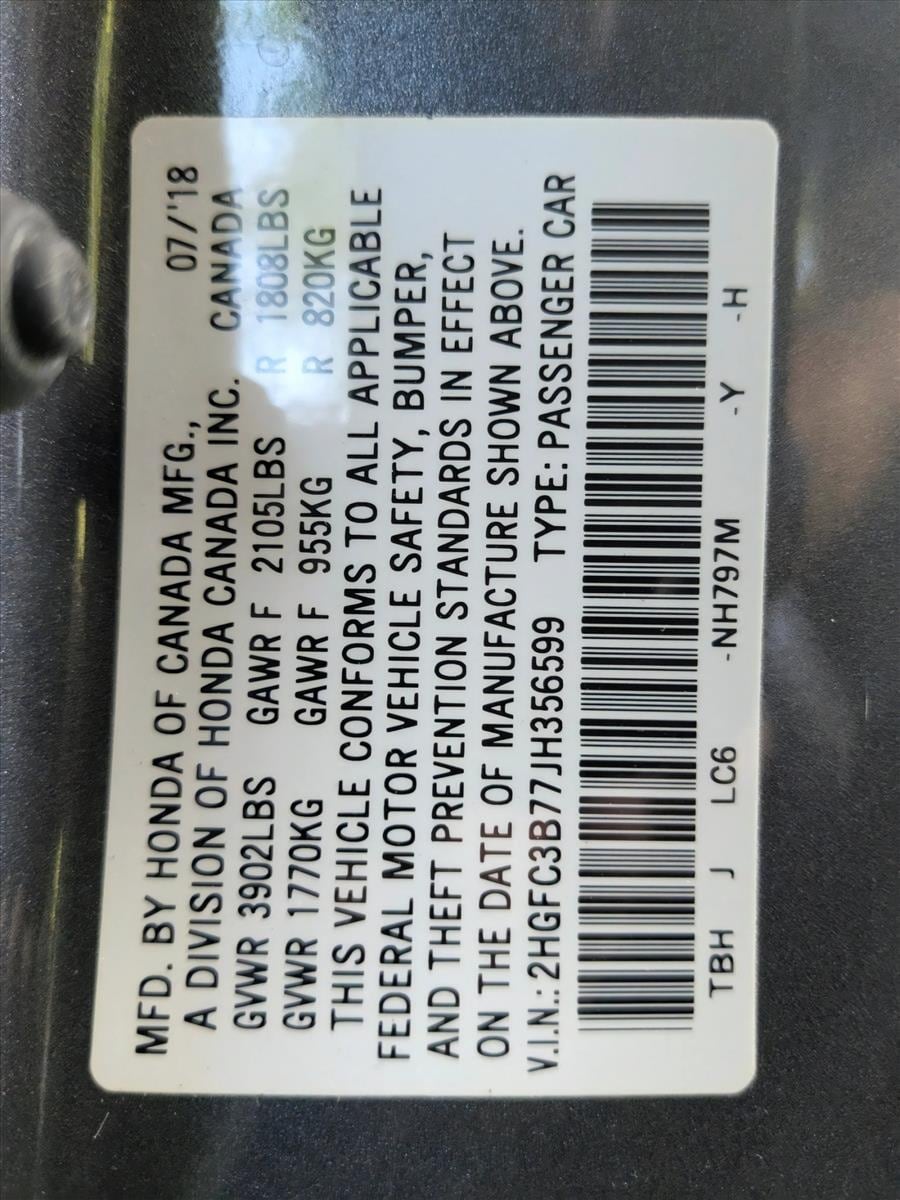 MFD. BY HONDA OF CANADA MFG., 07/'18
A DIVISION OF HONDA CANADA INC. CANADA
GVWR 3902LBS GAWR F 2105LBS R 1808LBS
GVWR 1770KG GAWR F 955KG R 820KG
THIS VEHICLE CONFORMS TO ALL APPLICABLE
FEDERAL MOTOR VEHICLE SAFETY, BUMPER,
AND THEFT PREVENTION STANDARDS IN EFFECT
ON THE DATE OF MANUFACTURE SHOWN ABOVE.
V.I.N.: 2HGFC3B77JH356599 TYPE: PASSENGER CAR
TBH J LC6 -NH797M -Y -H